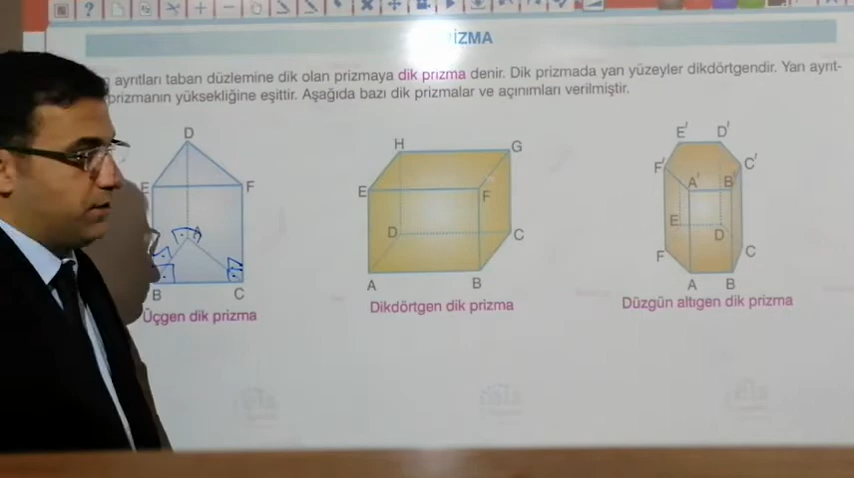 İZMA
ayrıtları taban düzlemine dik olan prizmaya dik prizma denir. Dik prizmada yan yüzeyler dikdörtgendir. Yan ayrıt-
prizmanın yüksekliğine eşittir. Aşağıda bazı dik prizmalar ve açınımları verilmiştir.
D
E F
A
B C
Üçgen dik prizma
H G
E F
D C
A B
Dikdörtgen dik prizma
E' D'
F' C'
A' B'
E D
F C
A B
Düzgün altıgen dik prizma